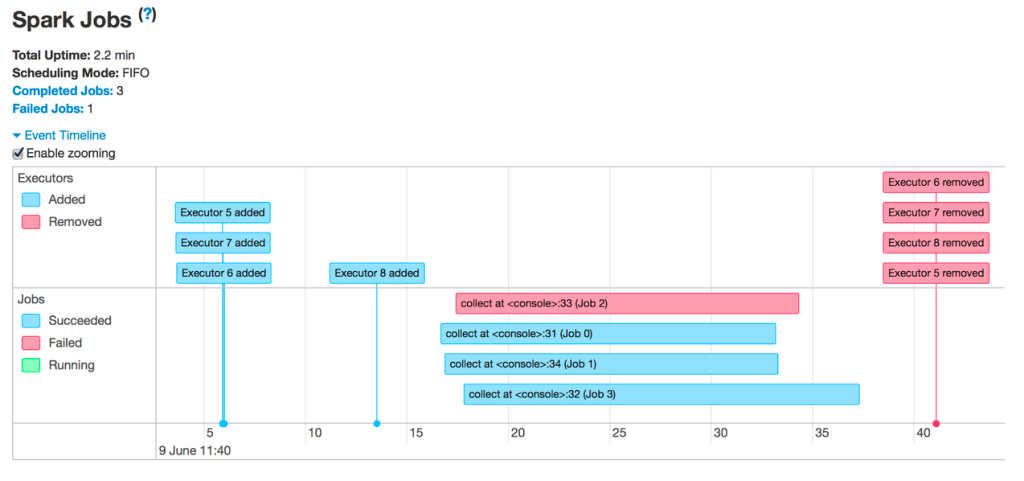 Spark Jobs (?)
Total Uptime: 2.2 min
Scheduling Mode: FIFO
Completed Jobs: 3
Failed Jobs: 1
Event Timeline
Enable zooming
Executors
Added
Removed
Executor 5 added
Executor 7 added
Executor 6 added
Executor 8 added
Executor 6 removed
Executor 7 removed
Executor 8 removed
Executor 5 removed
Jobs
Succeeded
Failed
Running
collect at <console>:33 (Job 2)
collect at <console>:31 (Job 0)
collect at <console>:34 (Job 1)
collect at <console>:32 (Job 3)
5 10 15 20 25 30 35 40
9 June 11:40